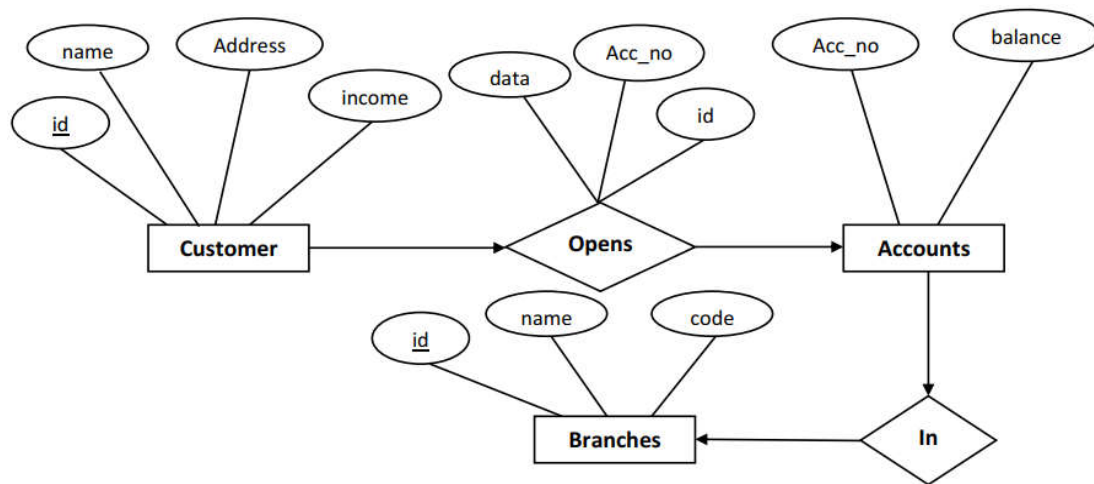 name
Address
id
income
data
Acc_no
id
Acc_no
balance
Customer
Opens
Accounts
id
name
code
Branches
In